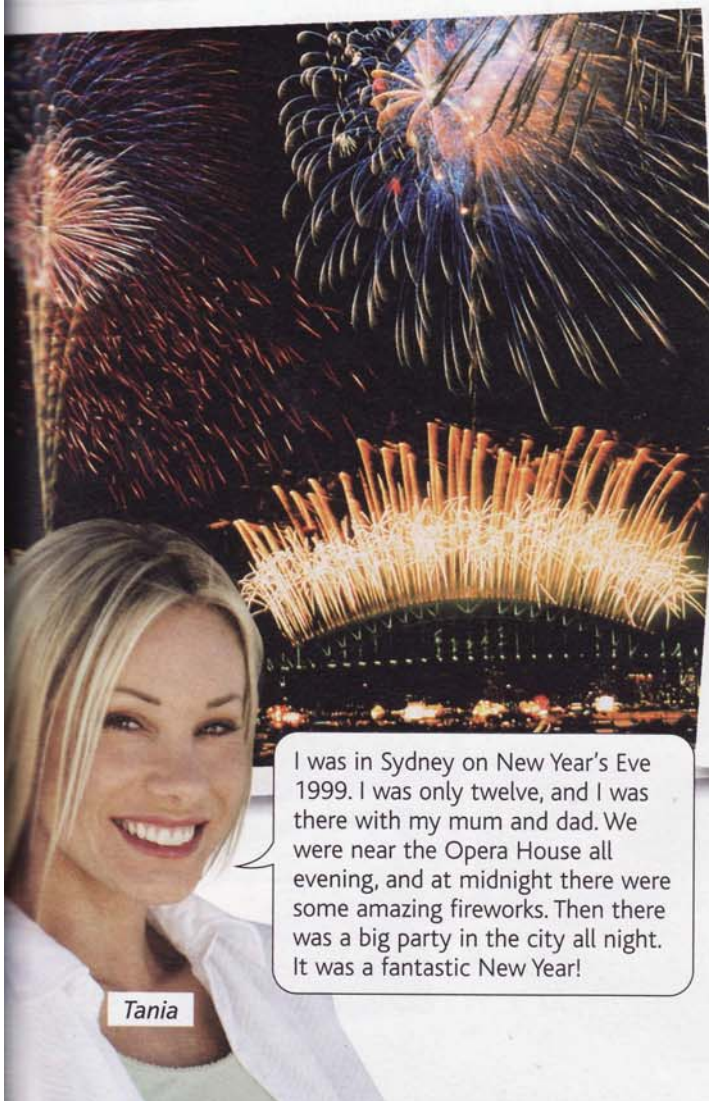 I was in Sydney on New Year's Eve
1999. I was only twelve, and I was
there with my mum and dad. We
were near the Opera House all
evening, and at midnight there were
some amazing fireworks. Then there
was a big party in the city all night.
It was a fantastic New Year!
Tania